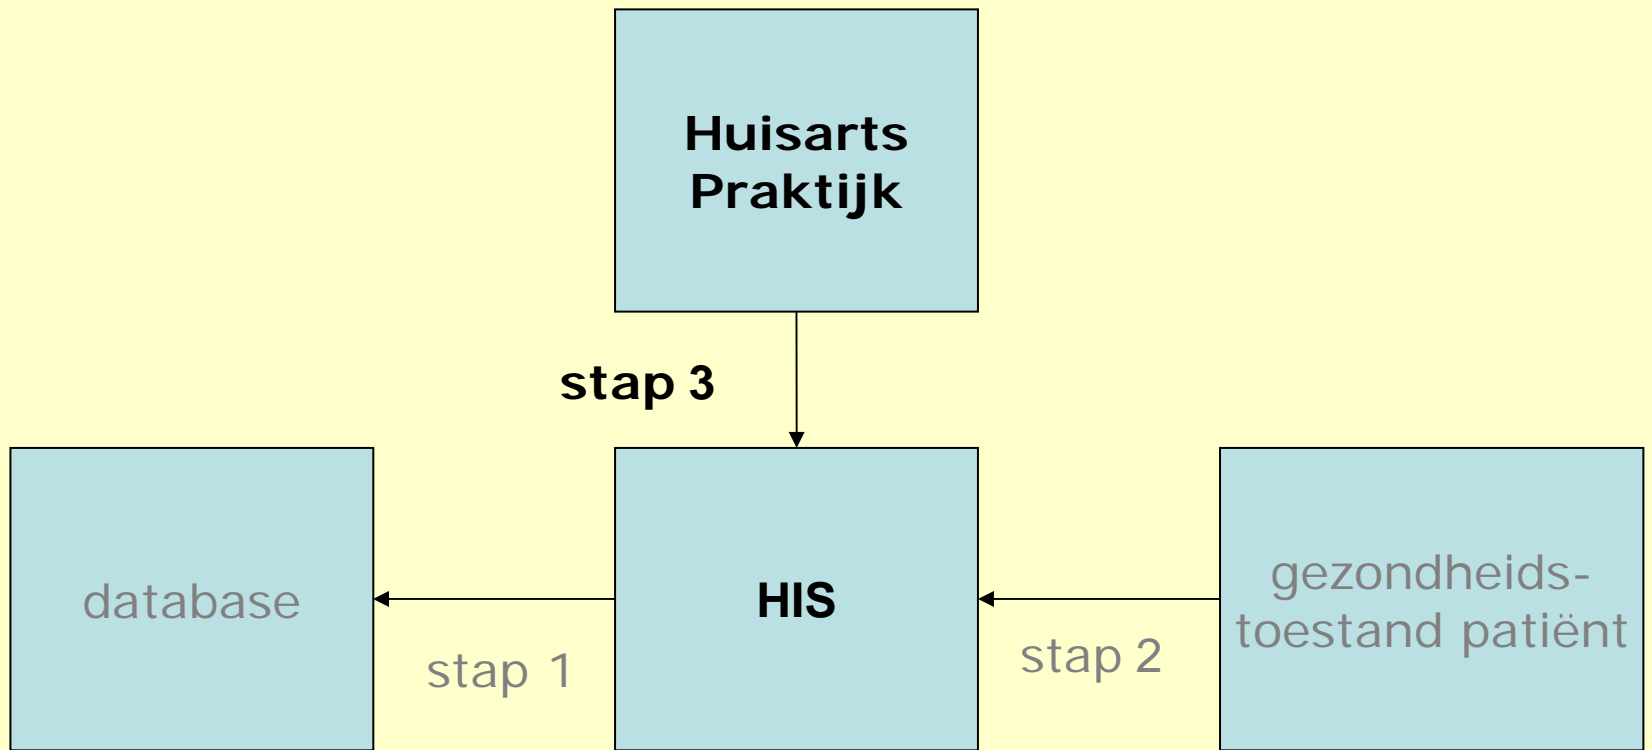 Huisarts
Praktijk
stap 3
database
stap 1
HIS
stap 2
gezondheids-
toestand patiënt